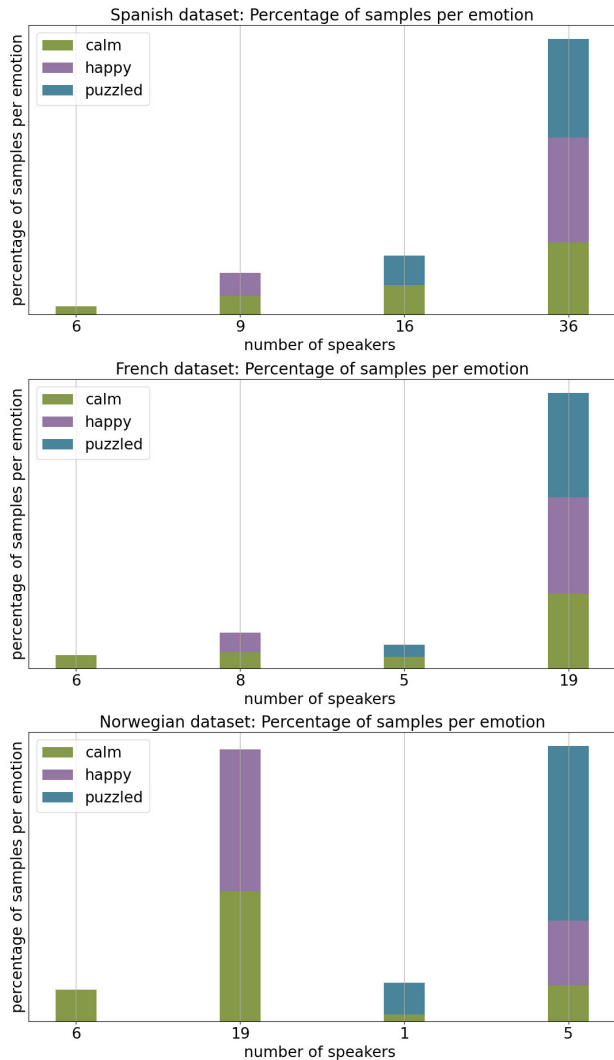 Spanish dataset: Percentage of samples per emotion
calm
happy
puzzled
percentage of samples per emotion
6 9 16 36
number of speakers
French dataset: Percentage of samples per emotion
calm
happy
puzzled
percentage of samples per emotion
6 8 5 19
number of speakers
Norwegian dataset: Percentage of samples per emotion
calm
happy
puzzled
percentage of samples per emotion
6 19 1 5
number of speakers